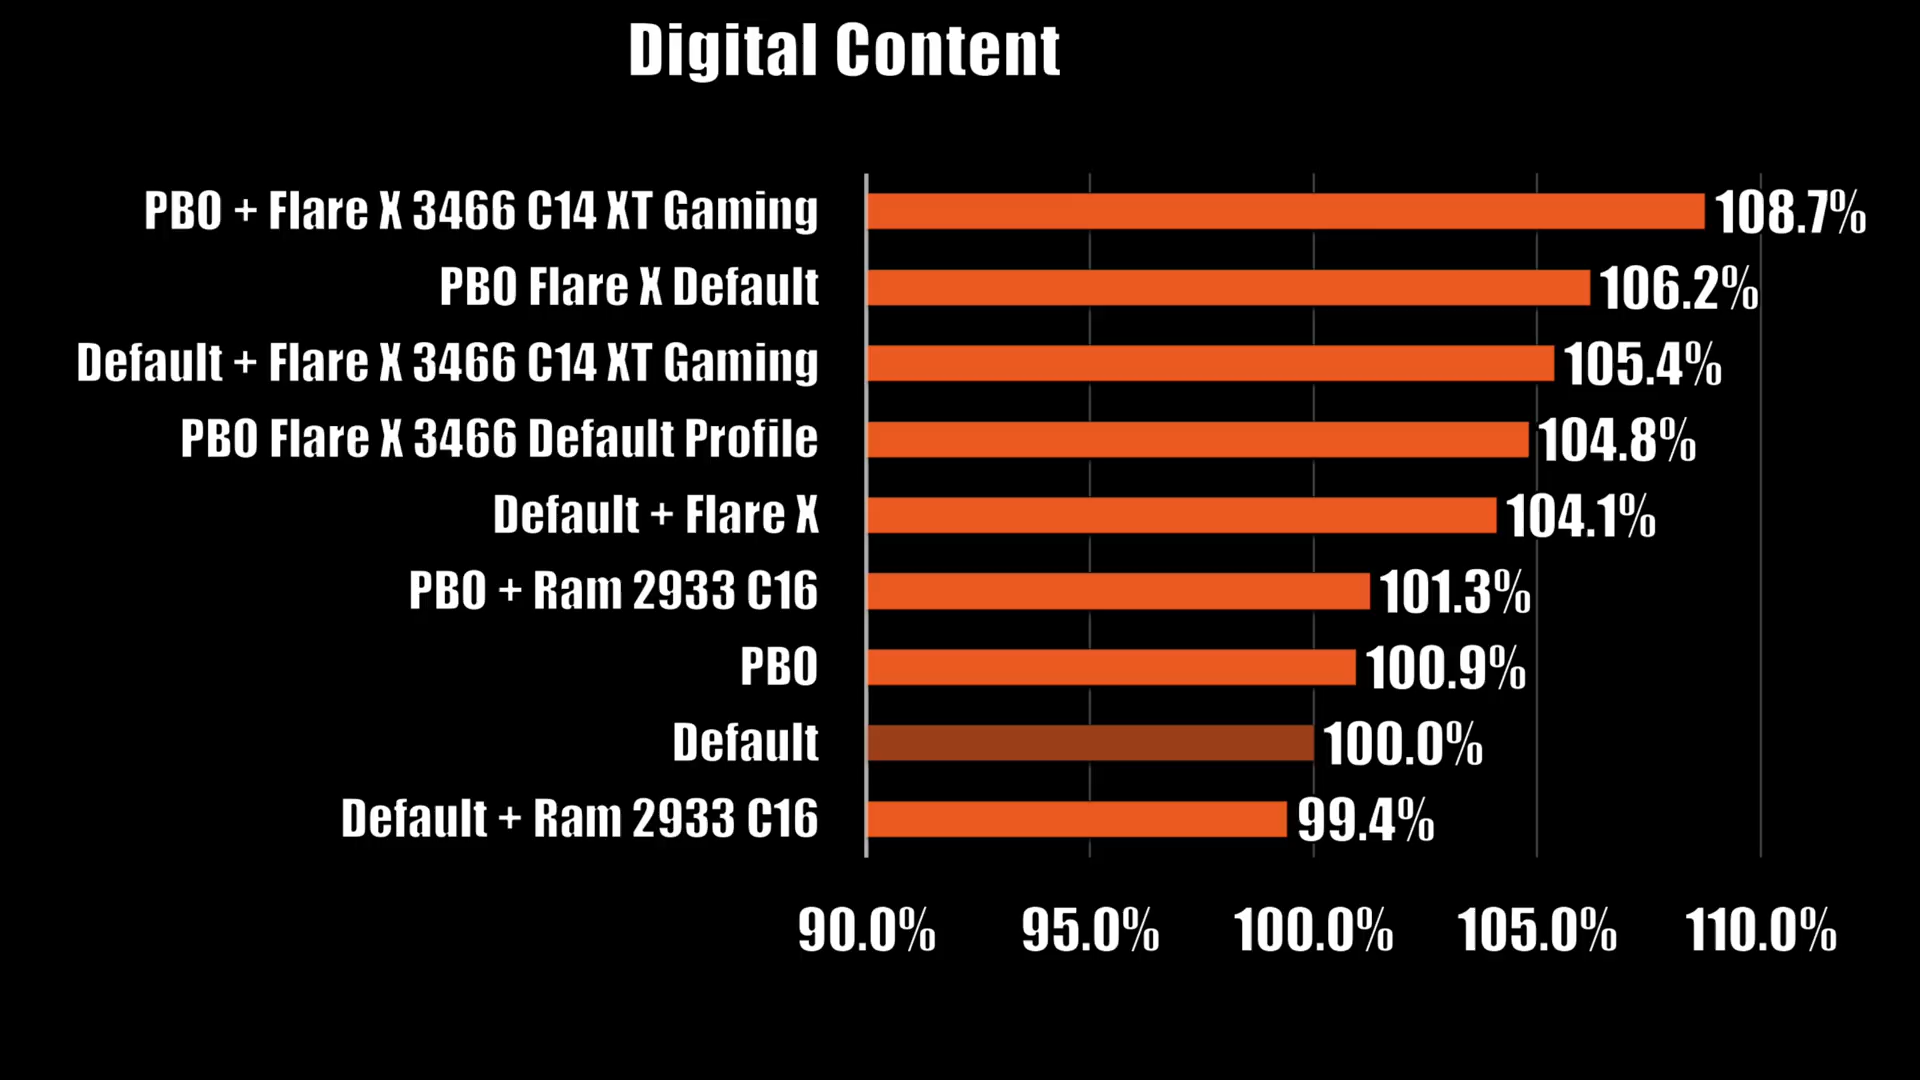 Digital Content
PBO + Flare X 3466 C14 XT Gaming 108.7%
PBO Flare X Default 106.2%
Default + Flare X 3466 C14 XT Gaming 105.4%
PBO Flare X 3466 Default Profile 104.8%
Default + Flare X 104.1%
PBO + Ram 2933 C16 101.3%
PBO 100.9%
Default 100.0%
Default + Ram 2933 C16 99.4%
90.0% 95.0% 100.0% 105.0% 110.0%